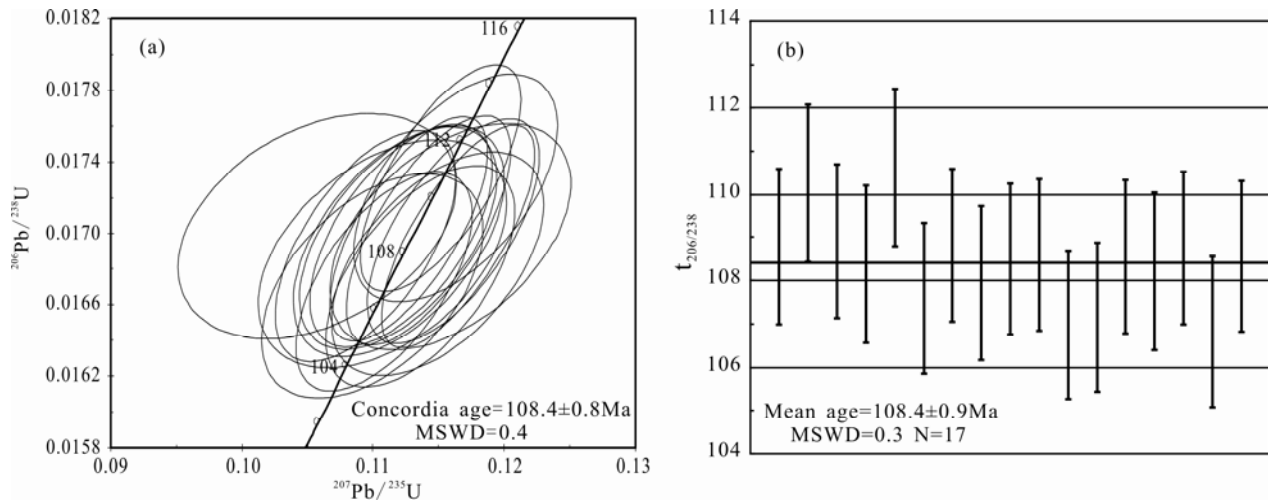 (a)
0.0182
0.0178
0.0174
0.0170
0.0166
0.0162
0.0158
²⁰⁶Pb/²³⁸U
116
112
108
104
Concordia age=108.4±0.8Ma
MSWD=0.4
0.09 0.10 0.11 0.12 0.13
²⁰⁷Pb/²³⁵U
(b)
114
112
110
108
106
104
t₂₀₆/₂₃₈
Mean age=108.4±0.9Ma
MSWD=0.3 N=17